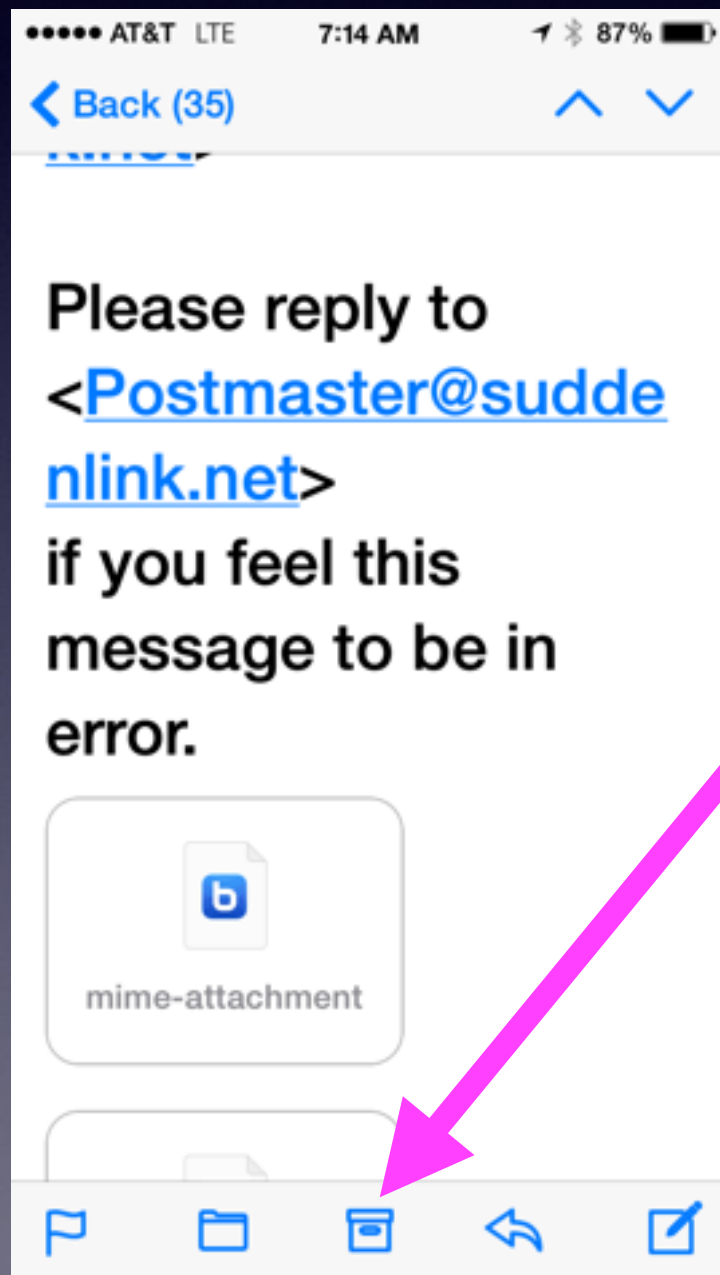 AT&T LTE 7:14 AM 87%
Back (35)
Please reply to
<Postmaster@sudde
nlink.net>
if you feel this
message to be in
error.
b
mime-attachment